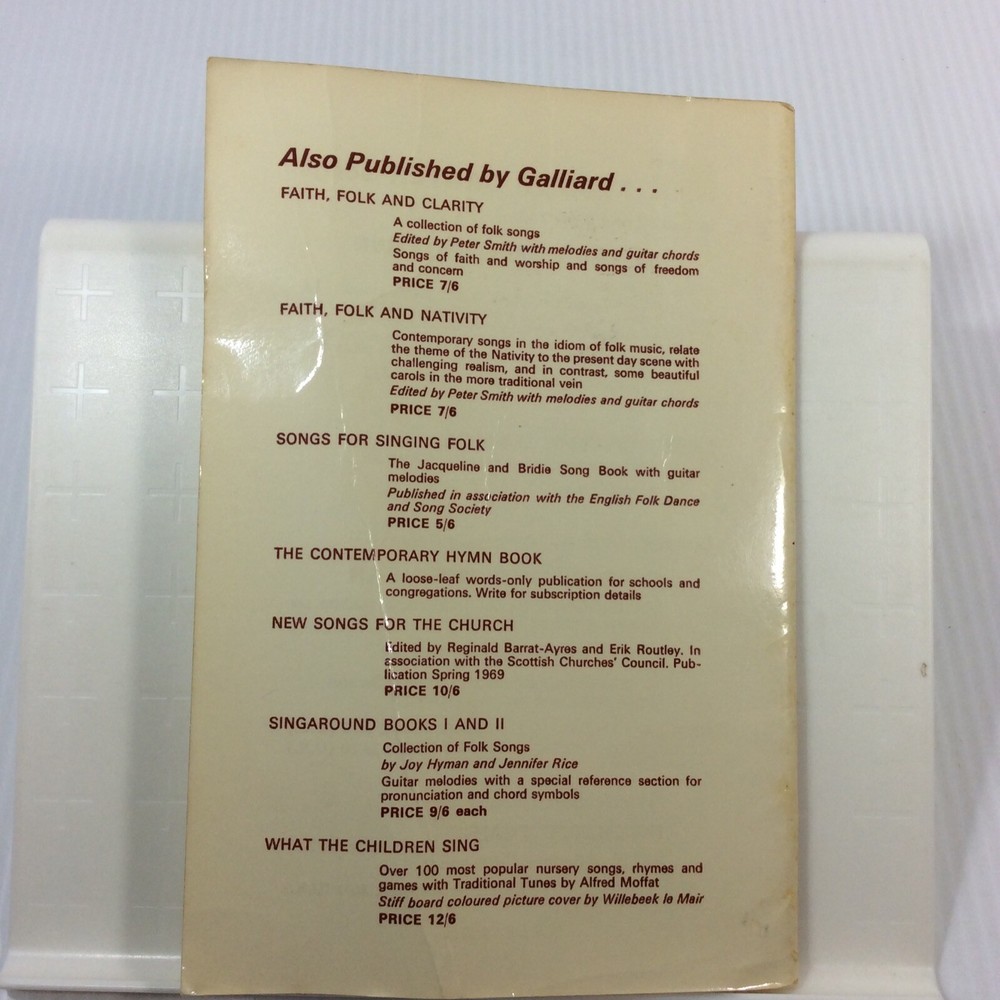 Also Published by Galliard . . .
FAITH, FOLK AND CLARITY
A collection of folk songs
Edited by Peter Smith with melodies and guitar chords
Songs of faith and worship and songs of freedom
and concern
PRICE 7/6
FAITH, FOLK AND NATIVITY
Contemporary songs in the idiom of folk music, relate
the theme of the Nativity to the present day scene with
challenging realism, and in contrast, some beautiful
carols in the more traditional vein
Edited by Peter Smith with melodies and guitar chords
PRICE 7/6
SONGS FOR SINGING FOLK
The Jacqueline and Bridie Song Book with guitar
melodies
Published in association with the English Folk Dance
and Song Society
PRICE 5/6
THE CONTEMPORARY HYMN BOOK
A loose-leaf words-only publication for schools and
congregations. Write for subscription details
NEW SONGS FOR THE CHURCH
Edited by Reginald Barrat-Ayres and Erik Routley. In
association with the Scottish Churches' Council. Pub-
lication Spring 1969
PRICE 10/6
SINGAROUND BOOKS I AND II
Collection of Folk Songs
by Joy Hyman and Jennifer Rice
Guitar melodies with a special reference section for
pronunciation and chord symbols
PRICE 9/6 each
WHAT THE CHILDREN SING
Over 100 most popular nursery songs, rhymes and
games with Traditional Tunes by Alfred Moffat
Stiff board coloured picture cover by Willebeek le Mair
PRICE 12/6